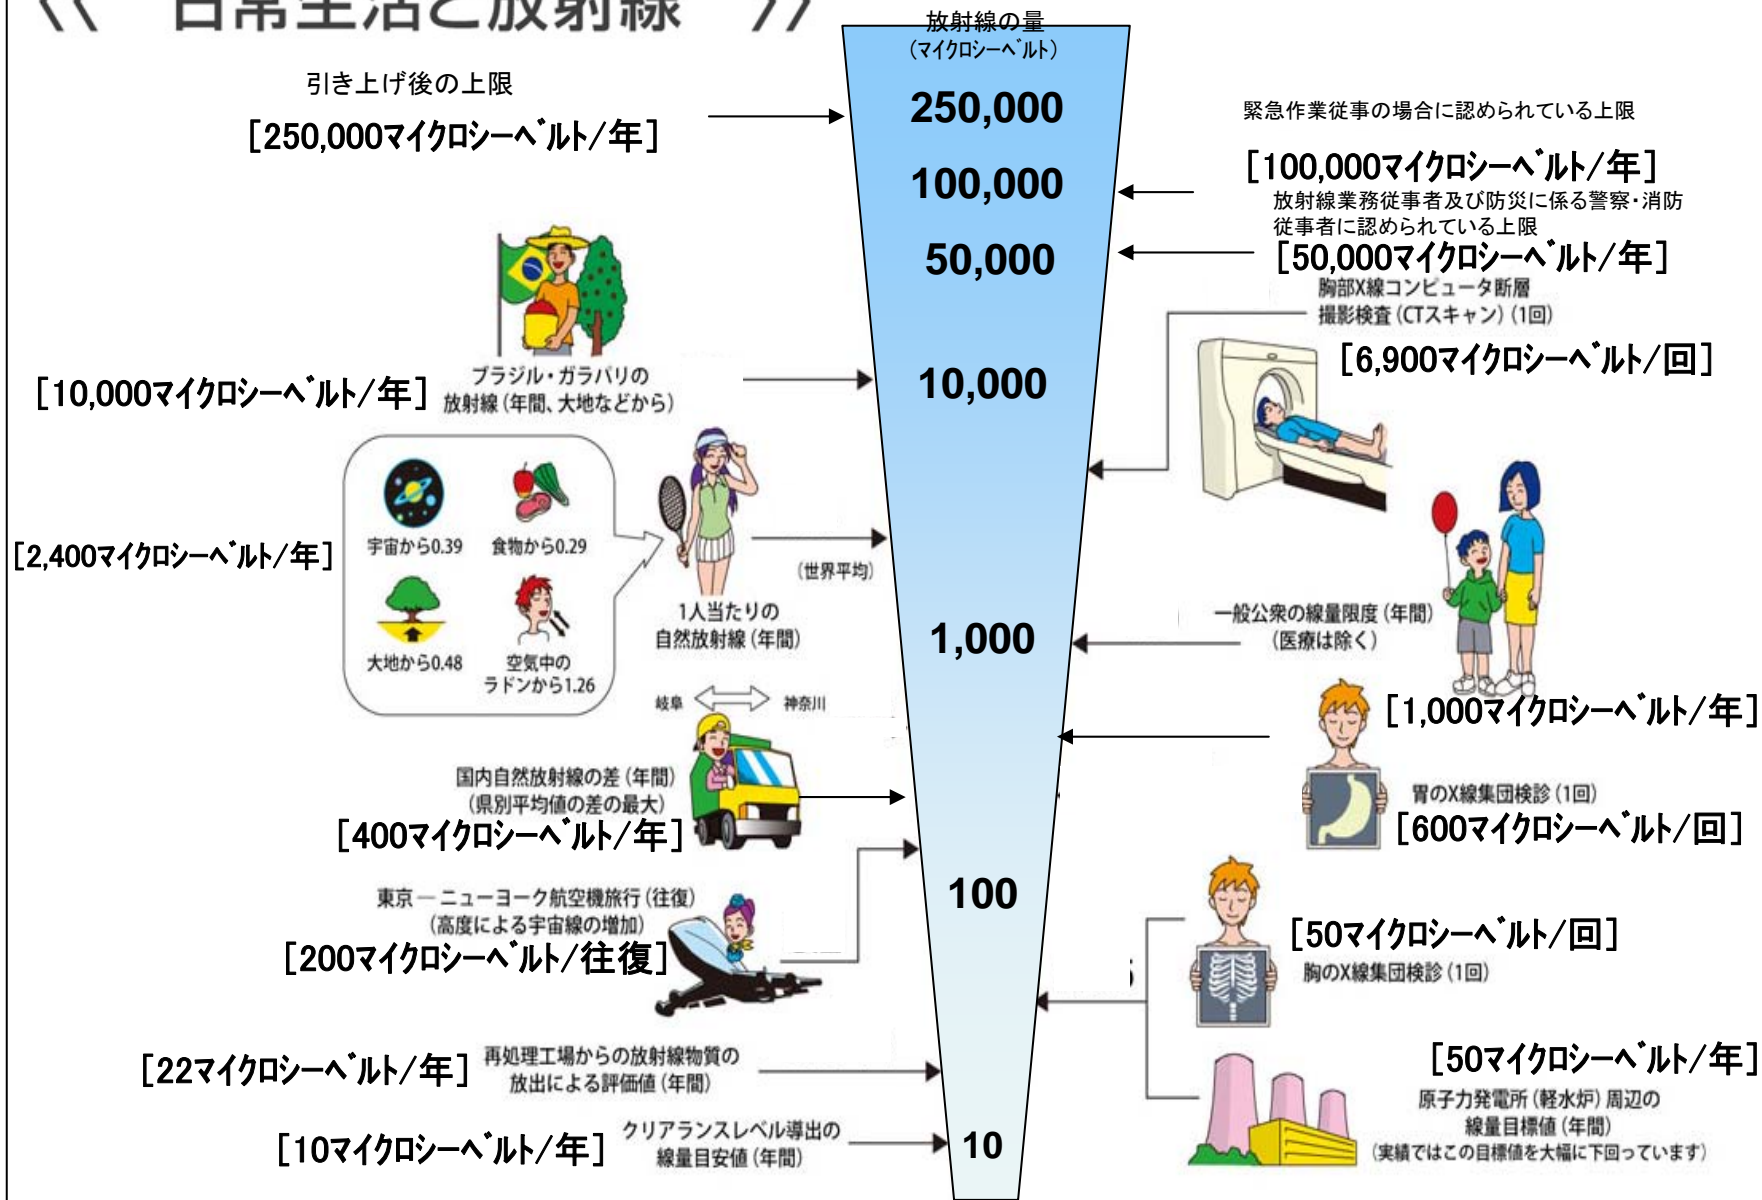 《 日常生活と放射線 》
放射線の量
(マイクロシーベルト)
引き上げ後の上限
[250,000マイクロシーベルト/年]
250,000
緊急作業従事の場合に認められている上限
[100,000マイクロシーベルト/年]
100,000
放射線業務従事者及び防災に係る警察・消防
従事者に認められている上限
[50,000マイクロシーベルト/年]
50,000
胸部X線コンピュータ断層
撮影検査(CTスキャン)(1回)
[6,900マイクロシーベルト/回]
ブラジル・ガラパリの
放射線(年間、大地などから)
[10,000マイクロシーベルト/年]
10,000
宇宙から0.39
食物から0.29
大地から0.48
空気中の
ラドンから1.26
[2,400マイクロシーベルト/年]
(世界平均)
1人当たりの
自然放射線(年間)
1,000
一般公衆の線量限度(年間)
(医療は除く)
[1,000マイクロシーベルト/年]
岐阜
神奈川
国内自然放射線の差(年間)
(県別平均値の差の最大)
[400マイクロシーベルト/年]
胃のX線集団検診(1回)
[600マイクロシーベルト/回]
東京―ニューヨーク航空機旅行(往復)
(高度による宇宙線の増加)
[200マイクロシーベルト/往復]
100
[50マイクロシーベルト/回]
胸のX線集団検診(1回)
[22マイクロシーベルト/年]
再処理工場からの放射線物質の
放出による評価値(年間)
[50マイクロシーベルト/年]
原子力発電所(軽水炉)周辺の
線量目標値(年間)
(実績ではこの目標値を大幅に下回っています)
[10マイクロシーベルト/年]
クリアランスレベル導出の
線量目安値(年間)
10